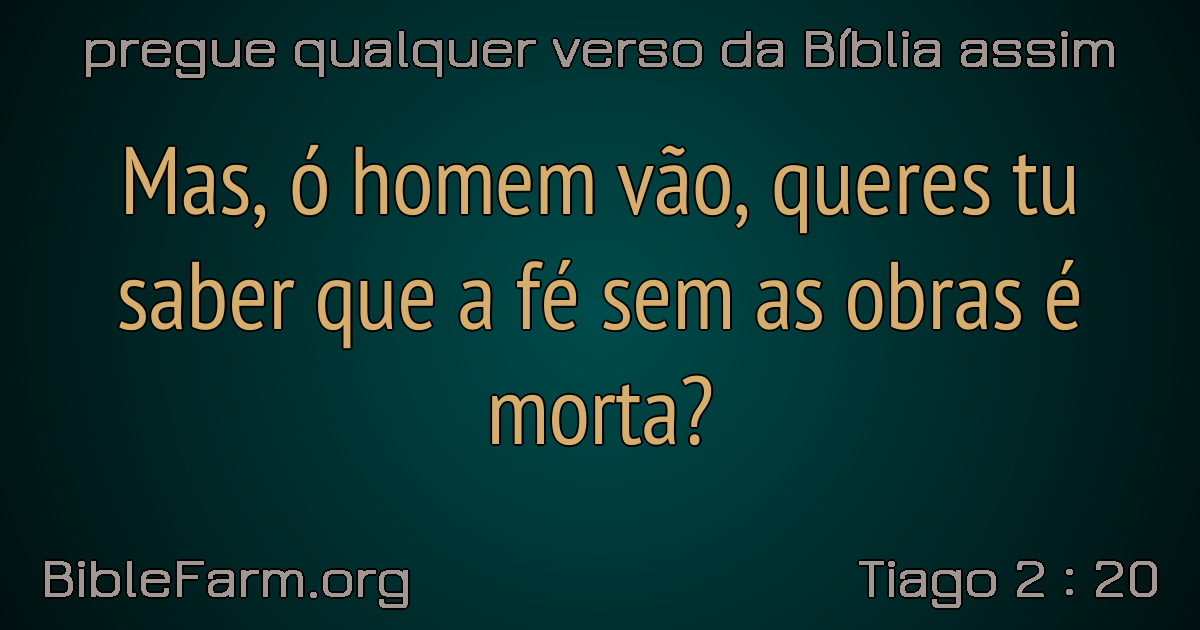 pregue qualquer verso da Bíblia assim
Mas, ó homem vão, queres tu
saber que a fé sem as obras é
morta?
BibleFarm.org
Tiago 2 : 20